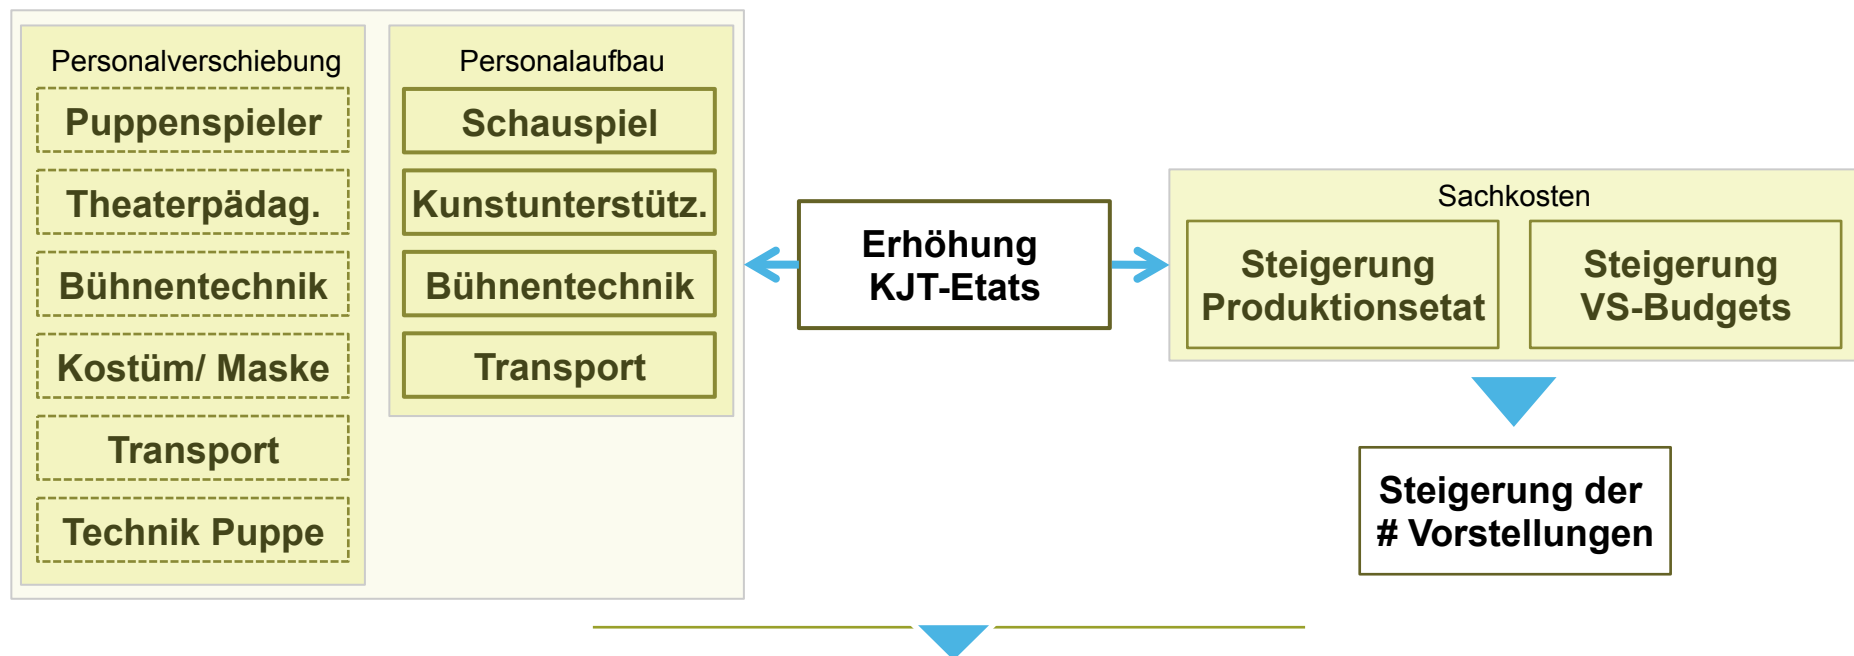 Personalverschiebung
Puppenspieler
Theaterpädag.
Bühnentechnik
Kostüm/ Maske
Transport
Technik Puppe
Personalaufbau
Schauspiel
Kunstunterstütz.
Bühnentechnik
Transport
Erhöhung
KJT-Etats
Sachkosten
Steigerung
Produktionsetat
Steigerung
VS-Budgets
Steigerung der
# Vorstellungen